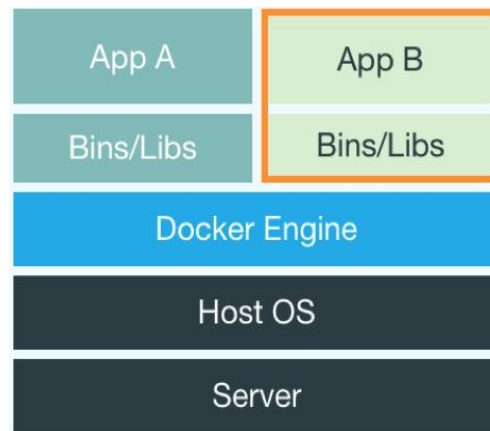 App A App B
Bins/Libs Bins/Libs
Docker Engine
Host OS
Server